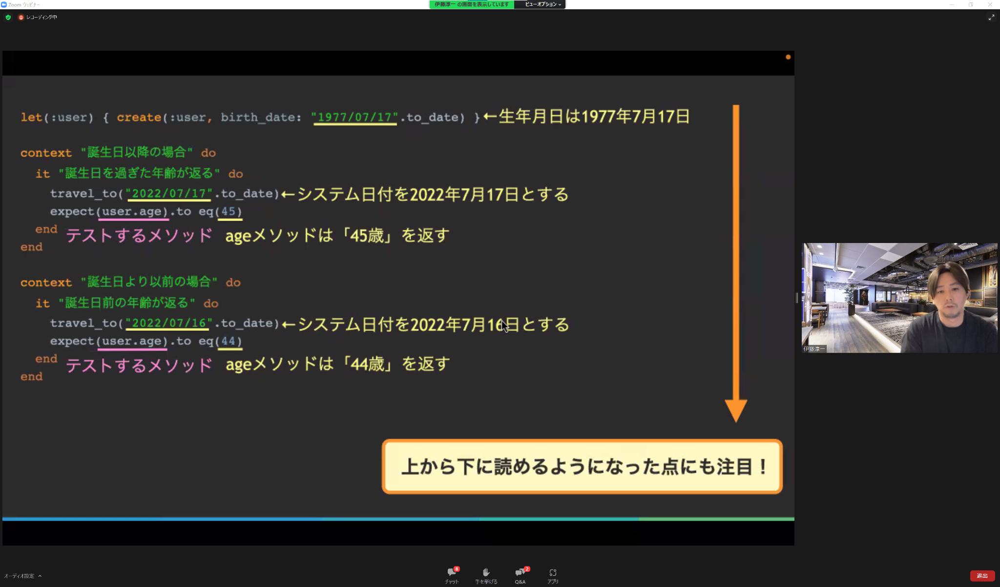 Zoom ウェビナー
伊藤淳一 の画面を表示しています ビューオプション
レコーディング中
let(:user) { create(:user, birth_date: "1977/07/17".to_date) }←生年月日は1977年7月17日
context "誕生日以降の場合" do
it "誕生日を過ぎた年齢が返る" do
travel_to("2022/07/17".to_date)←システム日付を2022年7月17日とする
expect(user.age).to eq(45)
end テストするメソッド ageメソッドは「45歳」を返す
end
context "誕生日より以前の場合" do
it "誕生日前の年齢が返る" do
travel_to("2022/07/16".to_date)←システム日付を2022年7月16日とする
expect(user.age).to eq(44)
end テストするメソッド ageメソッドは「44歳」を返す
end
上から下に読めるようになった点にも注目！
伊藤淳一
オーディオ設定
8
チャット
手を挙げる
2
Q&A
アプリ
退出